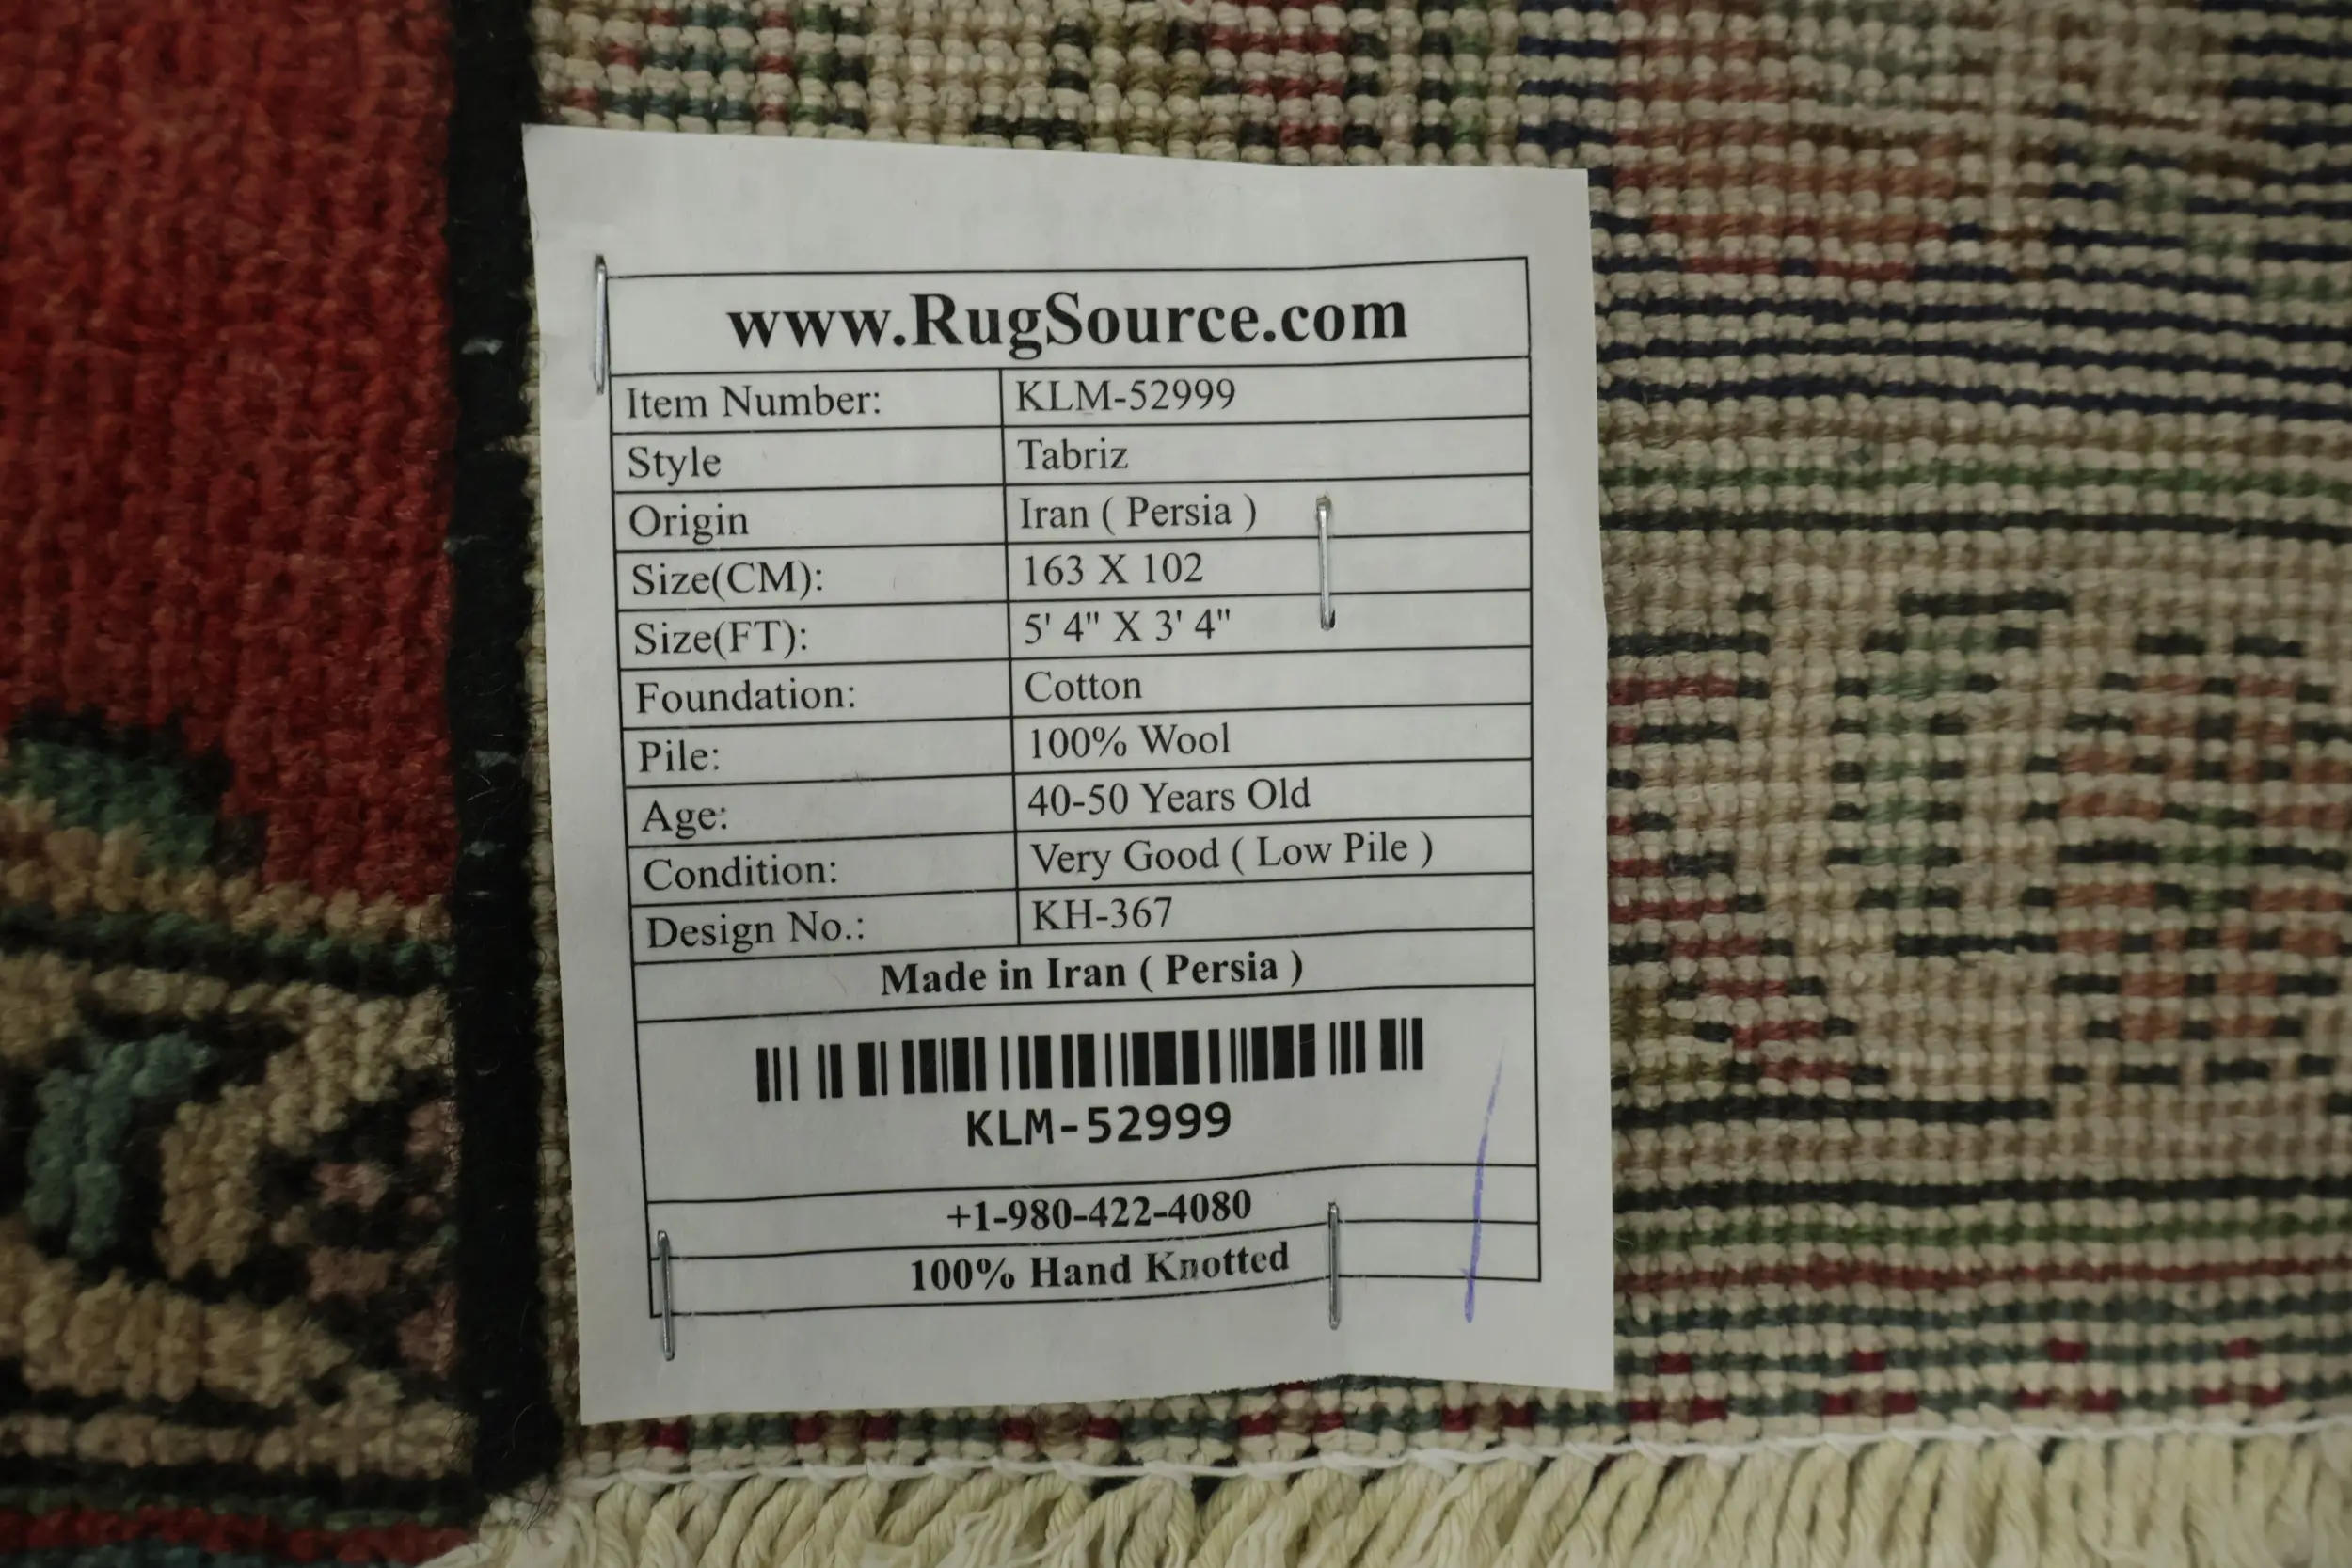 www.RugSource.com
Item Number: KLM-52999
Style Tabriz
Origin Iran ( Persia )
Size(CM): 163 X 102
Size(FT): 5' 4" X 3' 4"
Foundation: Cotton
Pile: 100% Wool
Age: 40-50 Years Old
Condition: Very Good ( Low Pile )
Design No.: KH-367
Made in Iran ( Persia )
KLM-52999
+1-980-422-4080
100% Hand Knotted